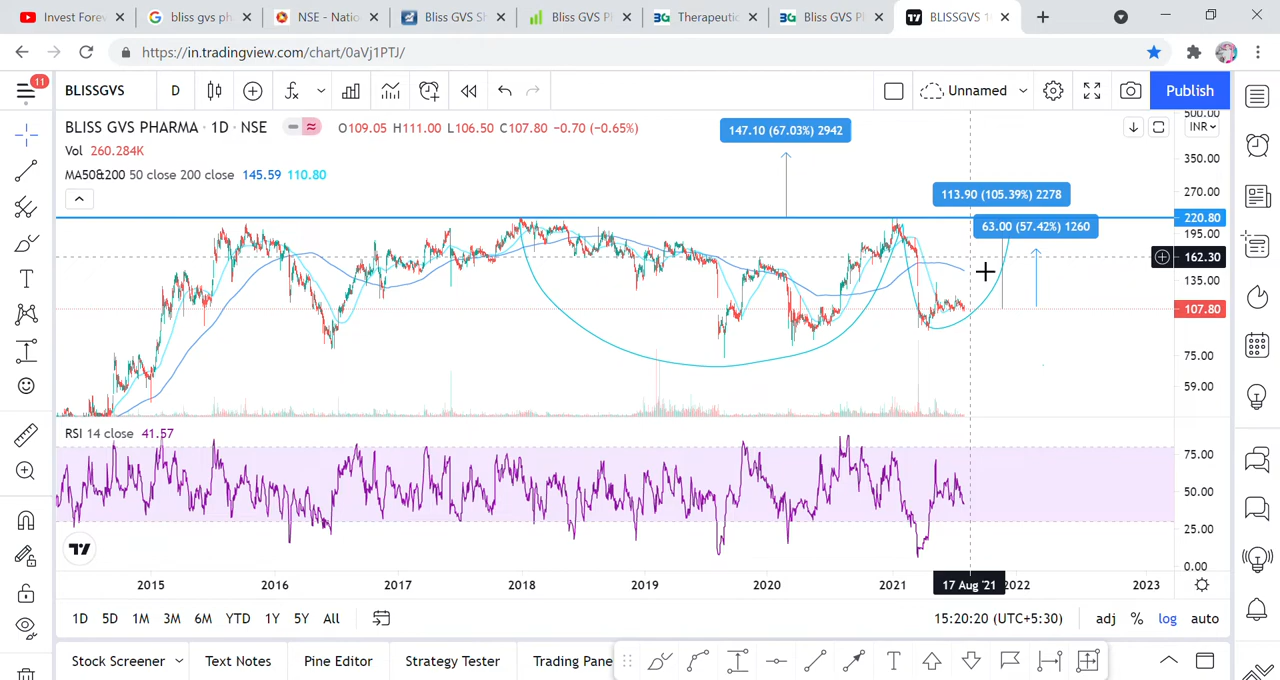 Invest Forev
bliss gvs ph
NSE - Natio
Bliss GVS S
Bliss GVS P
Therapeutic
Bliss GVS P
BLISSGVS 1
https://in.tradingview.com/chart/0aVj1PTJ/
11
BLISSGVS
D
Unnamed
Publish
BLISS GVS PHARMA · 1D · NSE
O109.05 H111.00 L106.50 C107.80 −0.70 (−0.65%)
Vol 260.284K
MA50&200 50 close 200 close 145.59 110.80
147.10 (67.03%) 2942
113.90 (105.39%) 2278
63.00 (57.42%) 1260
500.00
INR
350.00
270.00
220.80
195.00
162.30
135.00
107.80
75.00
59.00
RSI 14 close 41.57
75.00
50.00
25.00
0.00
2015
2016
2017
2018
2019
2020
2021
17 Aug '21
2022
2023
1D
5D
1M
3M
6M
YTD
1Y
5Y
All
15:20:20 (UTC+5:30)
adj
%
log
auto
Stock Screener
Text Notes
Pine Editor
Strategy Tester
Trading Pane